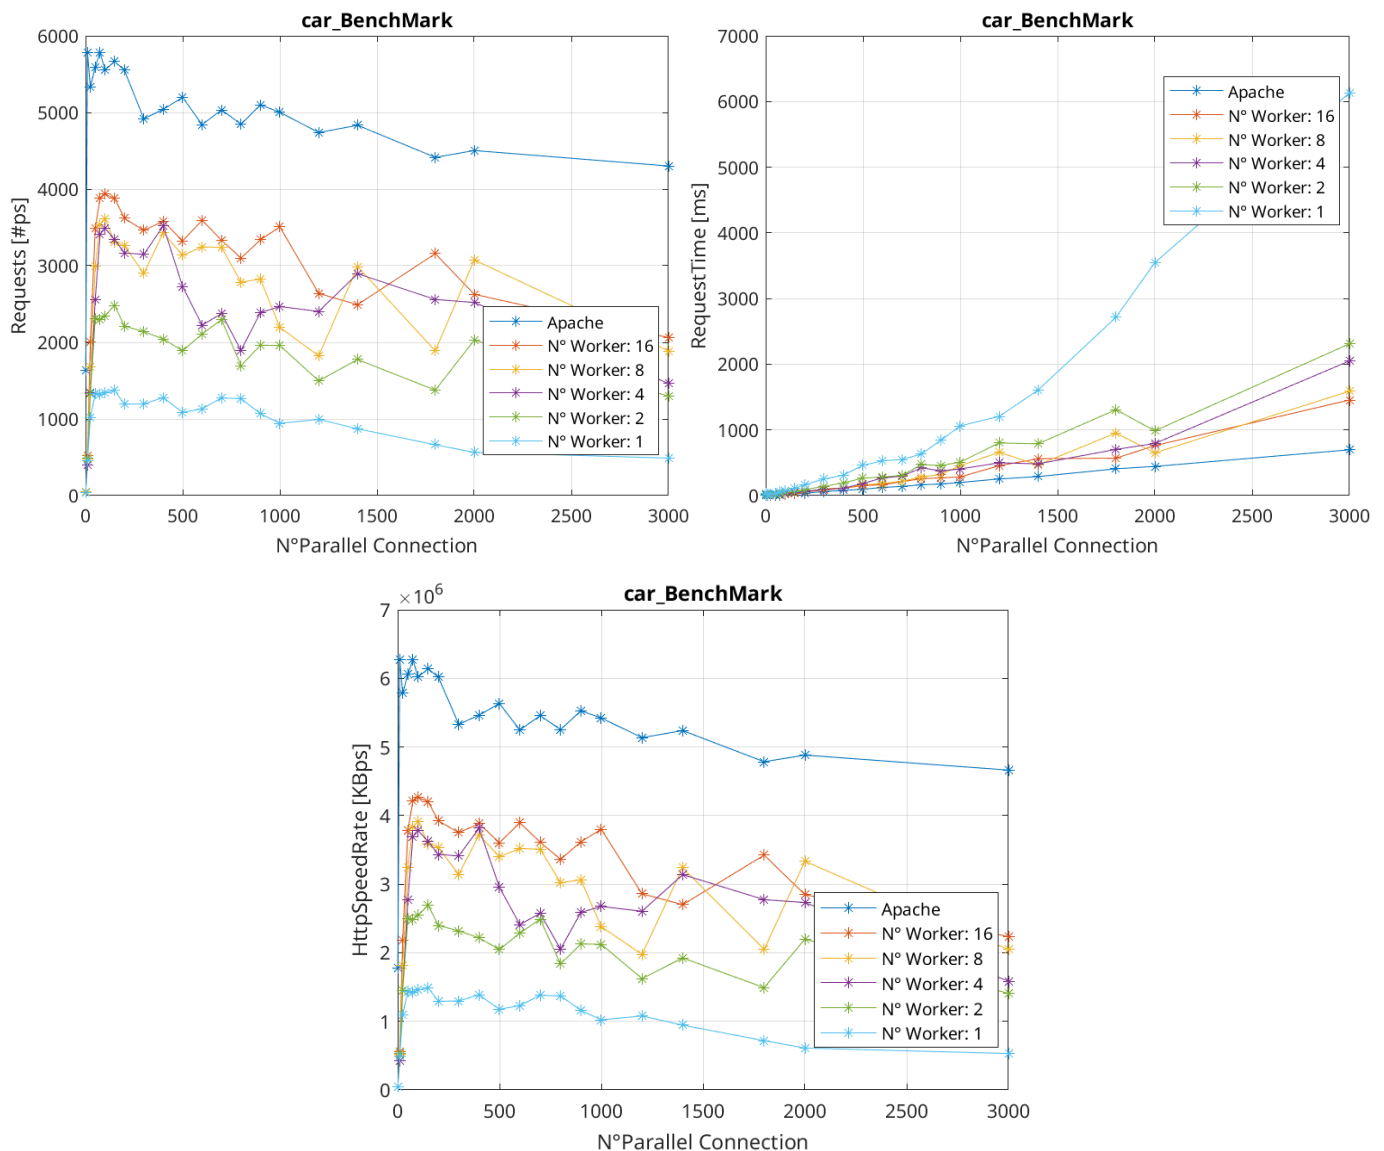 car_BenchMark
6000
5000
4000
3000
2000
1000
0
Requests [#ps]
0 500 1000 1500 2000 2500 3000
N°Parallel Connection
Apache
N° Worker: 16
N° Worker: 8
N° Worker: 4
N° Worker: 2
N° Worker: 1
car_BenchMark
7000
6000
5000
4000
3000
2000
1000
0
RequestTime [ms]
0 500 1000 1500 2000 2500 3000
N°Parallel Connection
Apache
N° Worker: 16
N° Worker: 8
N° Worker: 4
N° Worker: 2
N° Worker: 1
car_BenchMark
×10⁶
7
6
5
4
3
2
1
0
HttpSpeedRate [KBps]
0 500 1000 1500 2000 2500 3000
N°Parallel Connection
Apache
N° Worker: 16
N° Worker: 8
N° Worker: 4
N° Worker: 2
N° Worker: 1